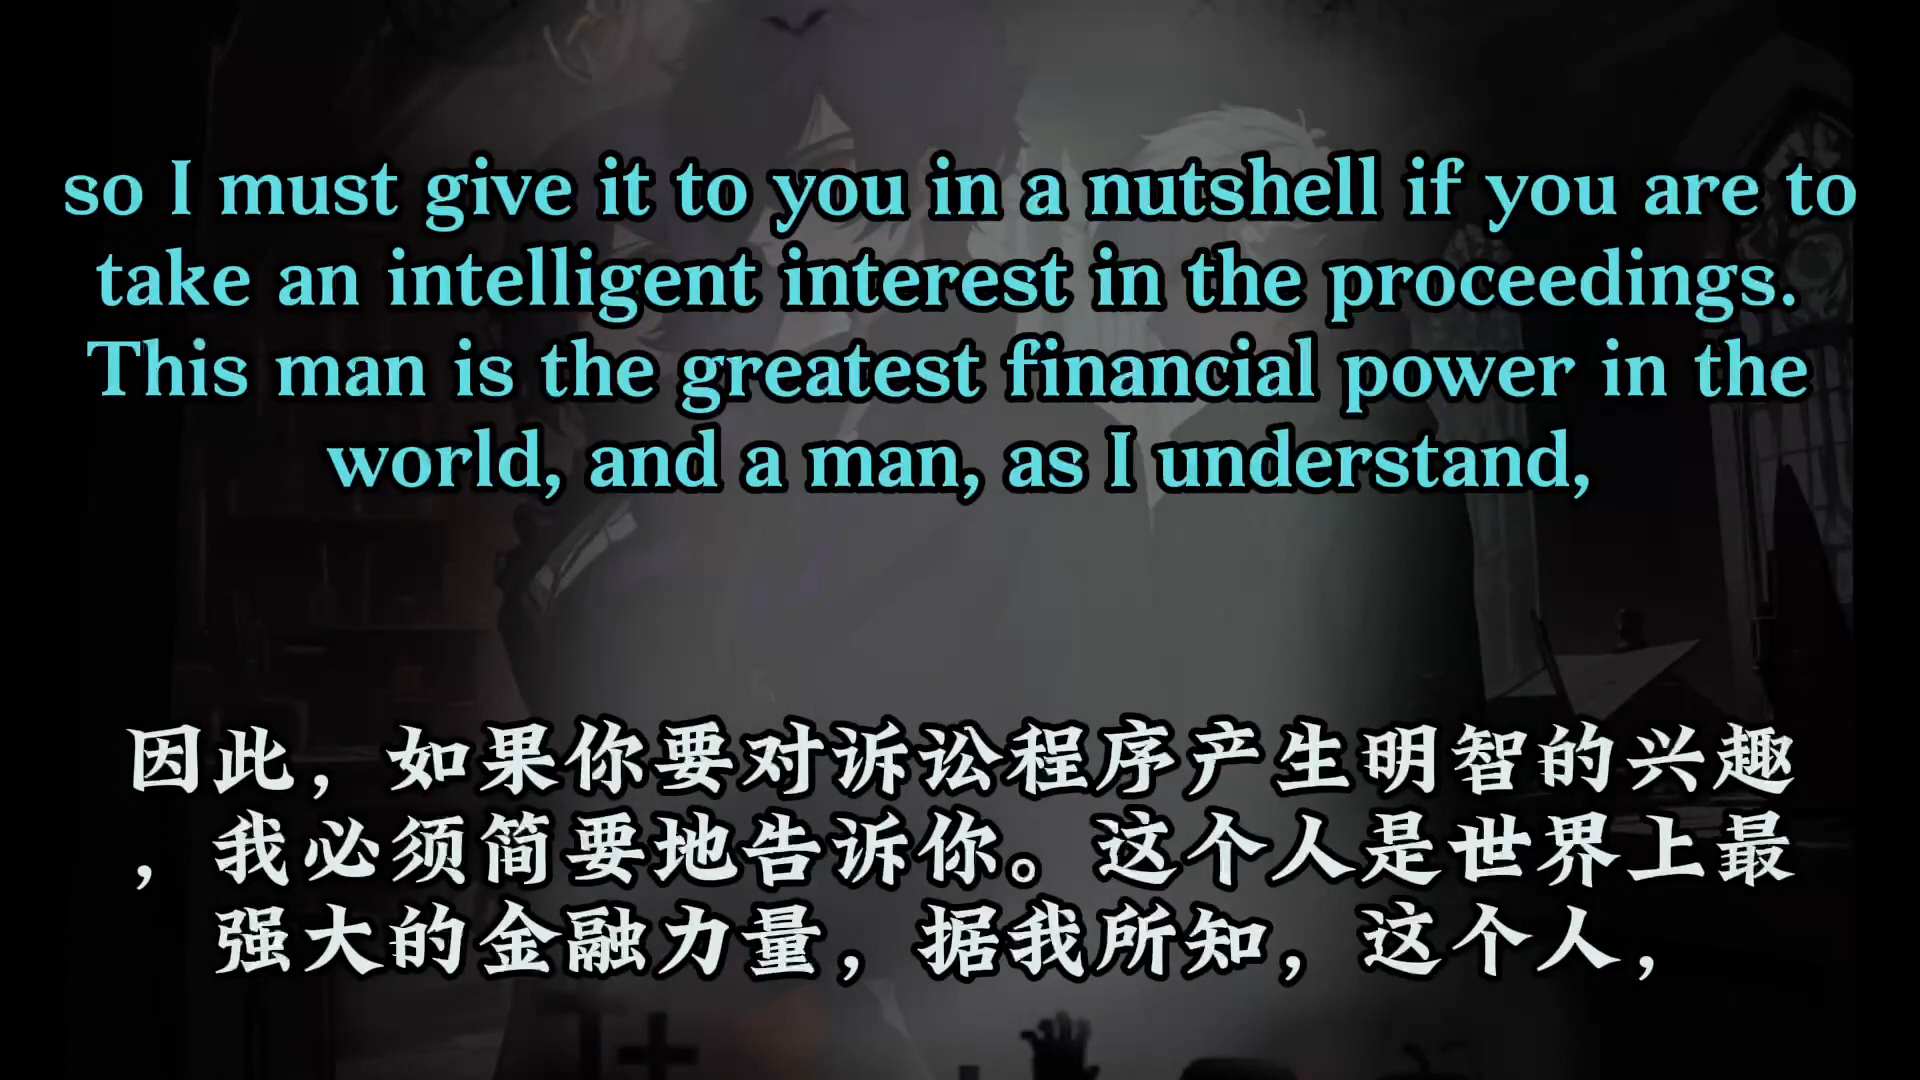 so I must give it to you in a nutshell if you are to
take an intelligent interest in the proceedings.
This man is the greatest financial power in the
world, and a man, as I understand,
因此，如果你要对诉讼程序产生明智的兴趣
，我必须简要地告诉你。这个人是世界上最
强大的金融力量，据我所知，这个人，